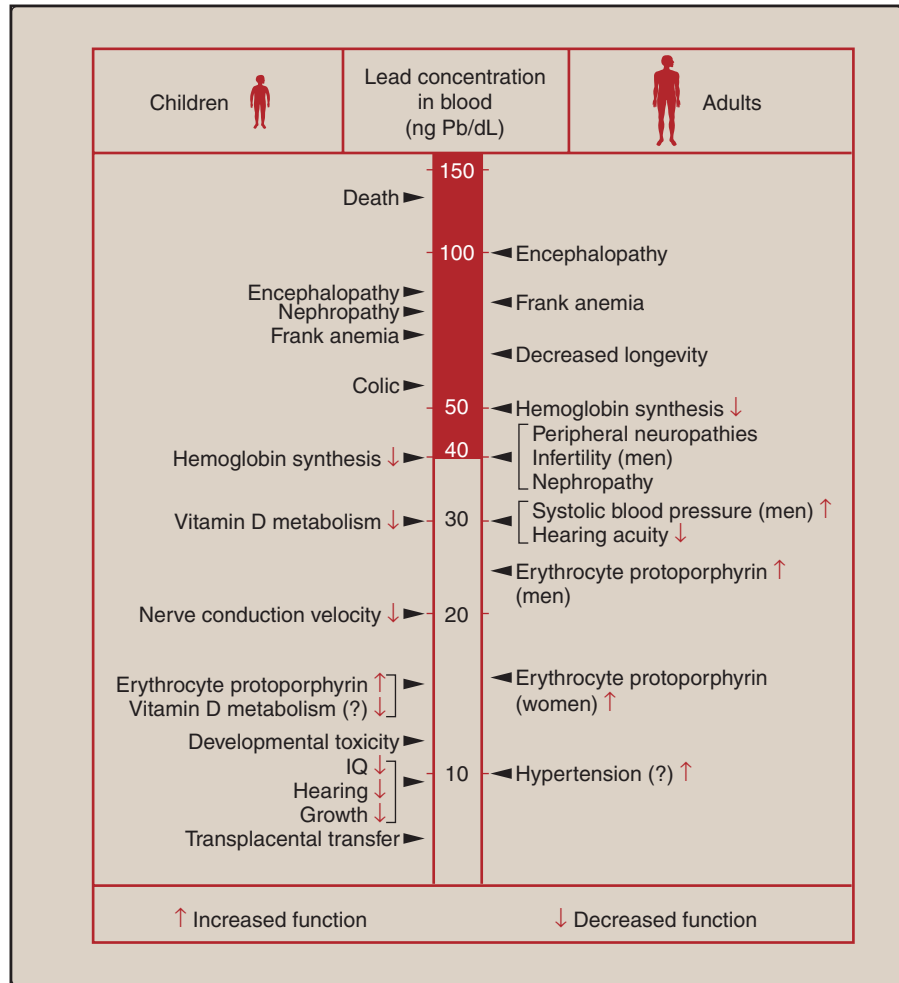 Children
Lead concentration
in blood
(ng Pb/dL)
Adults
150
Death
100
Encephalopathy
Encephalopathy
Nephropathy
Frank anemia
Frank anemia
Decreased longevity
Colic
50
Hemoglobin synthesis ↓
Peripheral neuropathies
40
Hemoglobin synthesis ↓
Infertility (men)
Nephropathy
Systolic blood pressure (men) ↑
Vitamin D metabolism ↓
30
Hearing acuity ↓
Erythrocyte protoporphyrin ↑
(men)
Nerve conduction velocity ↓
20
Erythrocyte protoporphyrin ↑
Vitamin D metabolism (?) ↓
Erythrocyte protoporphyrin
(women) ↑
Developmental toxicity
IQ ↓
Hearing ↓
Growth ↓
10
Hypertension (?) ↑
Transplacental transfer
↑ Increased function
↓ Decreased function